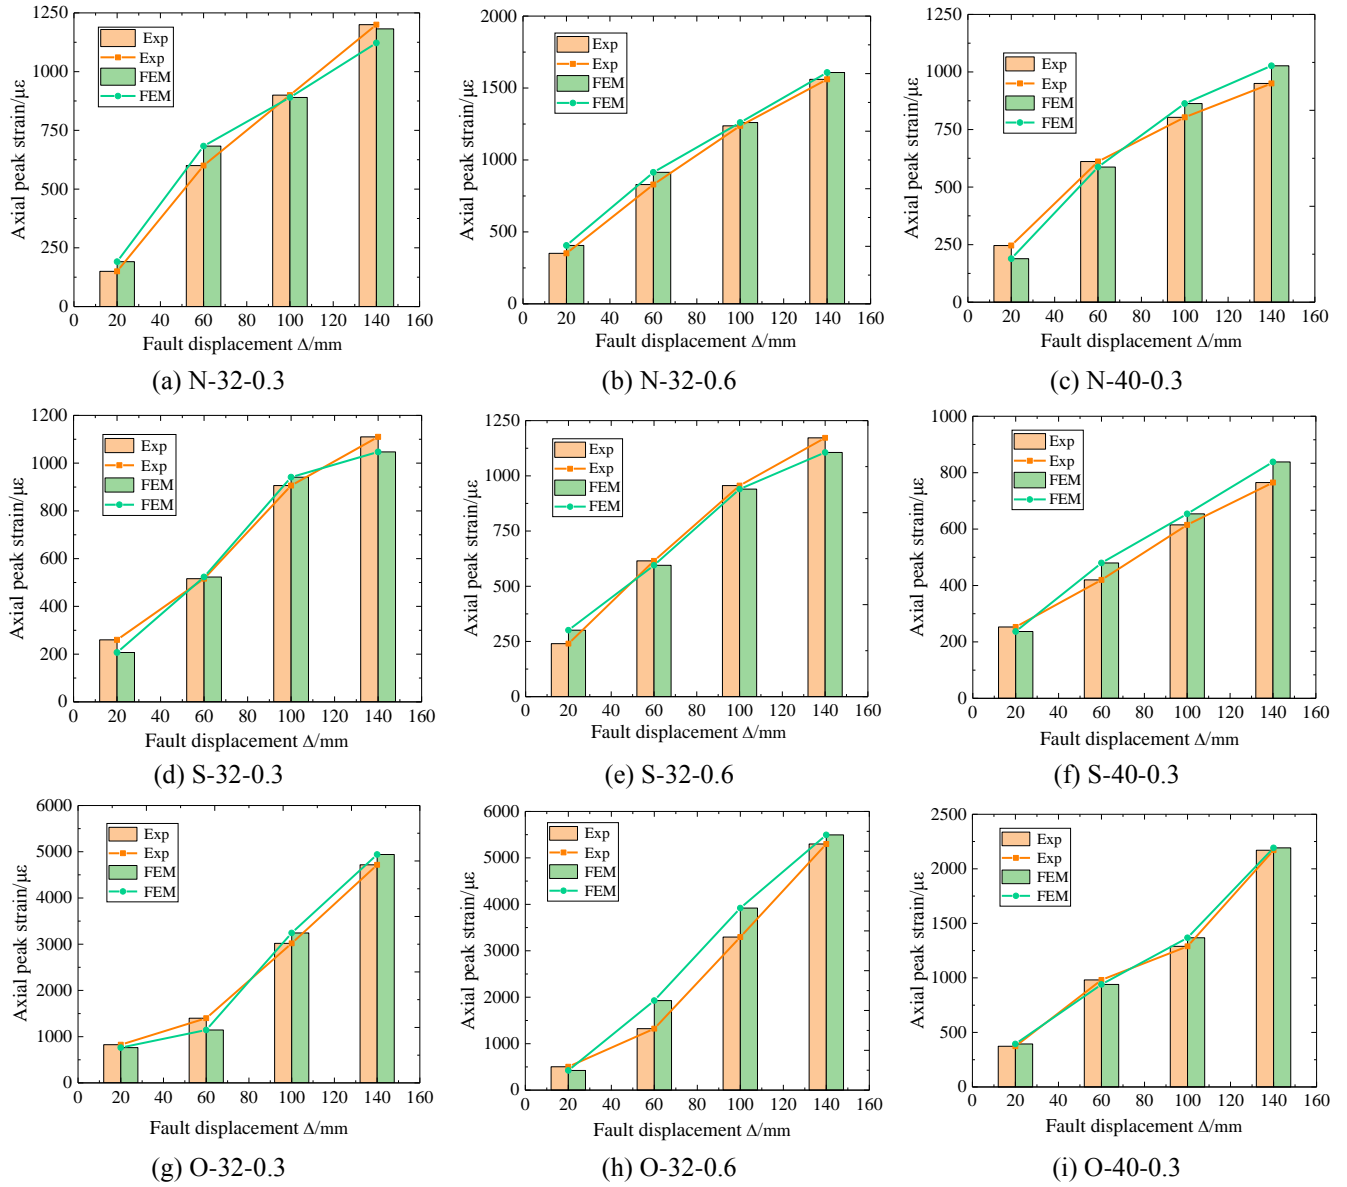 Axial peak strain/με
1250
1000
750
500
250
0
Exp
Exp
FEM
FEM
0 20 40 60 80 100 120 140 160
Fault displacement Δ/mm
(a) N-32-0.3
Axial peak strain/με
2000
1500
1000
500
0
Exp
Exp
FEM
FEM
0 20 40 60 80 100 120 140 160
Fault displacement Δ/mm
(b) N-32-0.6
Axial peak strain/με
1250
1000
750
500
250
0
Exp
Exp
FEM
FEM
0 20 40 60 80 100 120 140 160
Fault displacement Δ/mm
(c) N-40-0.3
Axial peak strain/με
1200
1000
800
600
400
200
0
Exp
Exp
FEM
FEM
0 20 40 60 80 100 120 140 160
Fault displacement Δ/mm
(d) S-32-0.3
Axial peak strain/με
1250
1000
750
500
250
0
Exp
Exp
FEM
FEM
0 20 40 60 80 100 120 140 160
Fault displacement Δ/mm
(e) S-32-0.6
Axial peak strain/με
1000
800
600
400
200
0
Exp
Exp
FEM
FEM
0 20 40 60 80 100 120 140 160
Fault displacement Δ/mm
(f) S-40-0.3
Axial peak strain/με
6000
5000
4000
3000
2000
1000
0
Exp
Exp
FEM
FEM
0 20 40 60 80 100 120 140 160
Fault displacement Δ/mm
(g) O-32-0.3
Axial peak strain/με
6000
5000
4000
3000
2000
1000
0
Exp
Exp
FEM
FEM
0 20 40 60 80 100 120 140 160
Fault displacement Δ/mm
(h) O-32-0.6
Axial peak strain/με
2500
2000
1500
1000
500
0
Exp
Exp
FEM
FEM
0 20 40 60 80 100 120 140 160
Fault displacement Δ/mm
(i) O-40-0.3